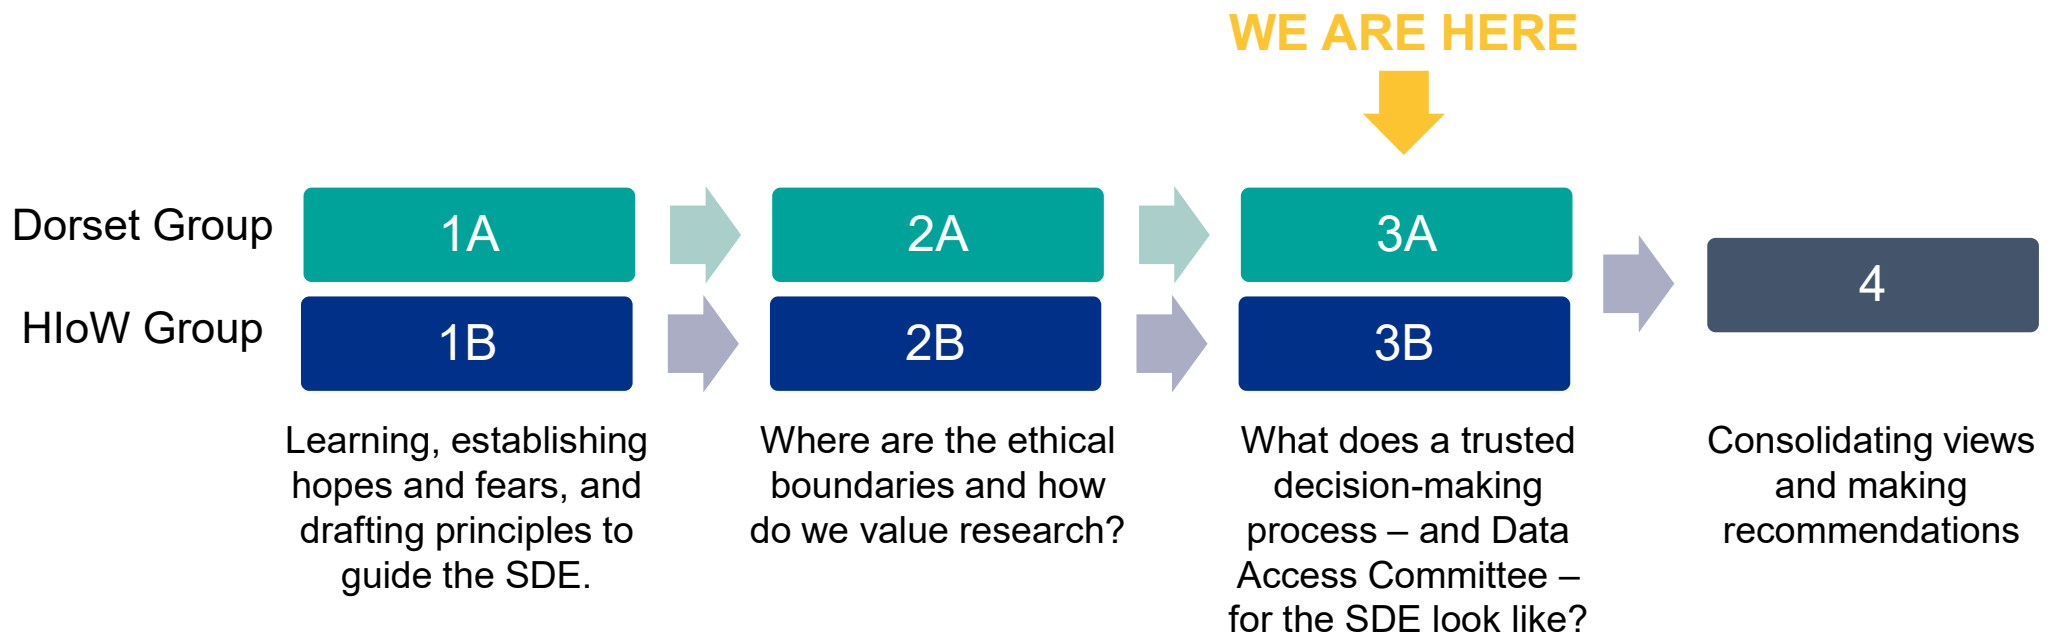 WE ARE HERE
Dorset Group
1A
2A
3A
HIoW Group
1B
2B
3B
4
Learning, establishing
hopes and fears, and
drafting principles to
guide the SDE.
Where are the ethical
boundaries and how
do we value research?
What does a trusted
decision-making
process – and Data
Access Committee –
for the SDE look like?
Consolidating views
and making
recommendations